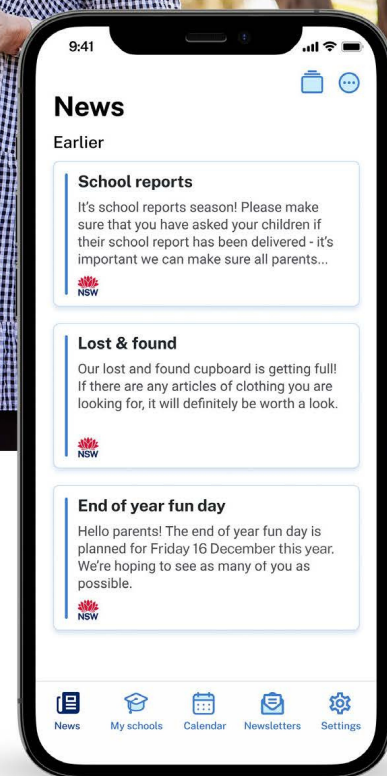 9:41
News
Earlier
School reports
It's school reports season! Please make
sure that you have asked your children if
their school report has been delivered - it's
important we can make sure all parents...
NSW
Lost & found
Our lost and found cupboard is getting full!
If there are any articles of clothing you are
looking for, it will definitely be worth a look.
NSW
End of year fun day
Hello parents! The end of year fun day is
planned for Friday 16 December this year.
We're hoping to see as many of you as
possible.
NSW
News My schools Calendar Newsletters Settings